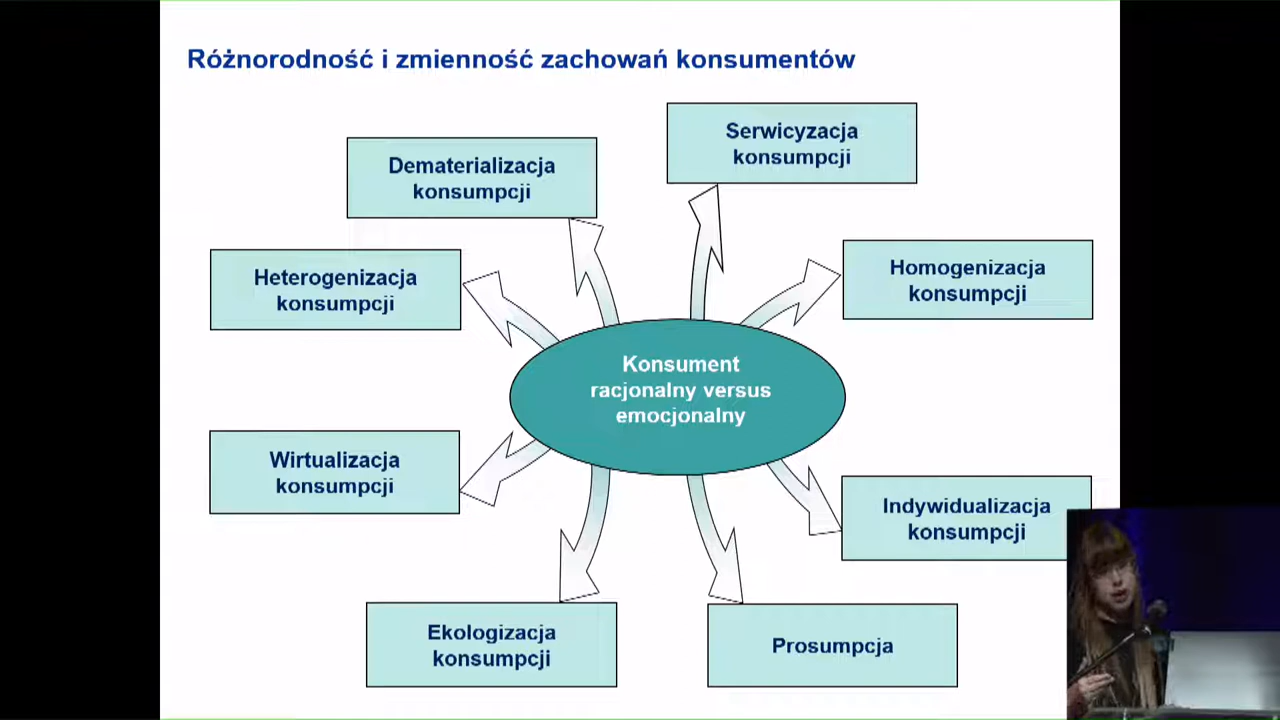 Różnorodność i zmienność zachowań konsumentów
Serwicyzacja
konsumpcji
Dematerializacja
konsumpcji
Heterogenizacja
konsumpcji
Homogenizacja
konsumpcji
Konsument
racjonalny versus
emocjonalny
Wirtualizacja
konsumpcji
Indywidualizacja
konsumpcji
Ekologizacja
konsumpcji
Prosumpcja